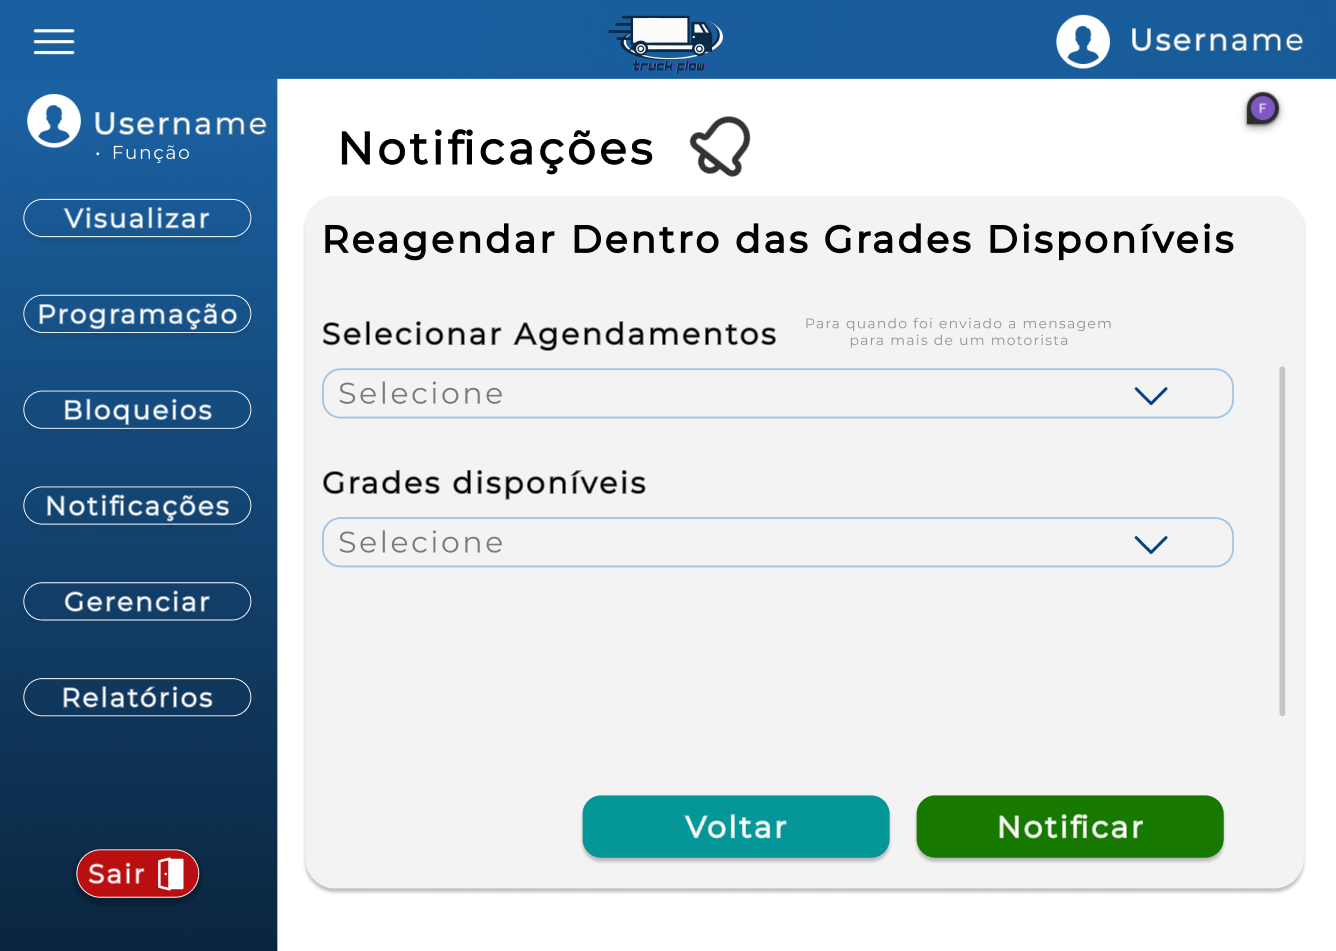 truck flow
Username
Username
• Função
Visualizar
Programação
Bloqueios
Notificações
Gerenciar
Relatórios
Sair
F
Notificações
Reagendar Dentro das Grades Disponíveis
Selecionar Agendamentos
Para quando foi enviado a mensagem
para mais de um motorista
Selecione
Grades disponíveis
Selecione
Voltar
Notificar